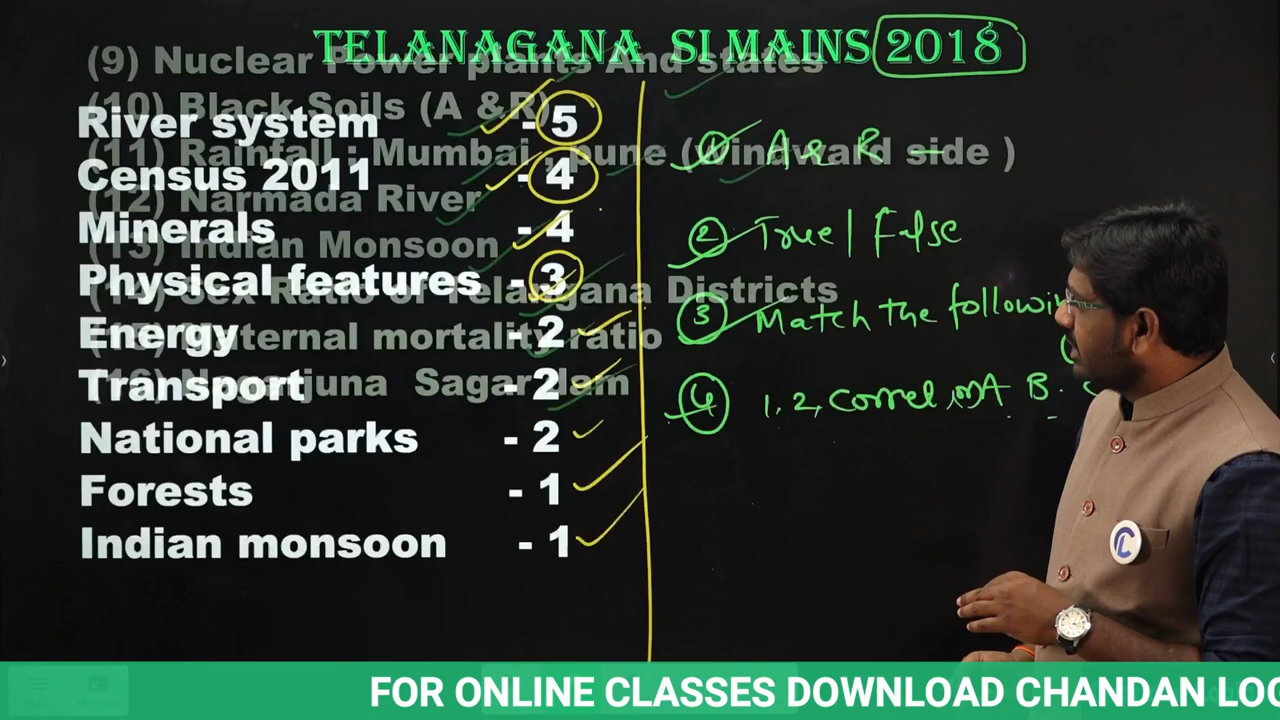 TELANAGANA SI MAINS 2018
(9) Nuclear Power plants And states
(10) Black Soils (A &R)
River system - 5
(11) Rainfall : Mumbai , pune (windward side )
Census 2011 - 4
(12) Narmada River
Minerals - 4
(13) Indian Monsoon
Physical features - 3
(14) Sex Ratio of Telangana Districts
Energy - 2
(15) Maternal mortality ratio
Transport - 2
(16) Nagarjuna Sagar dam
National parks - 2
Forests - 1
Indian monsoon - 1
① A & R —
② True / False
③ Match the followin
④ 1, 2, correl A B
FOR ONLINE CLASSES DOWNLOAD CHANDAN LOG